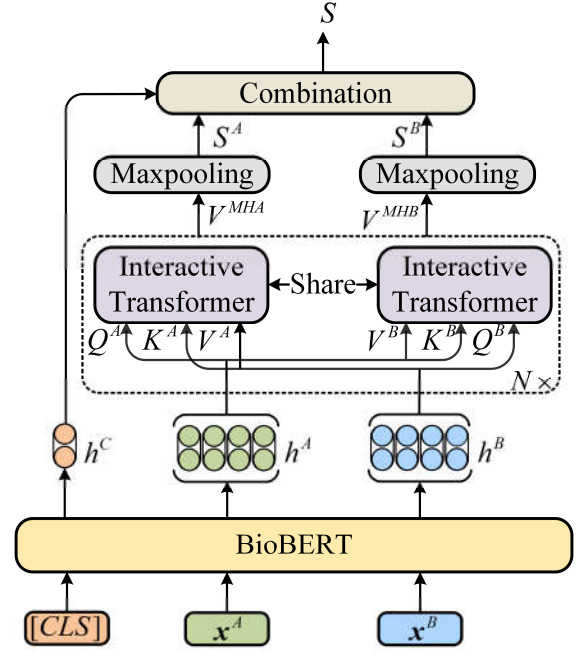 S
Combination
S^A S^B
Maxpooling Maxpooling
V^MHA V^MHB
Interactive Transformer Share Interactive Transformer
Q^A K^A V^A V^B K^B Q^B
N ×
h^C h^A h^B
BioBERT
[CLS] x^A x^B